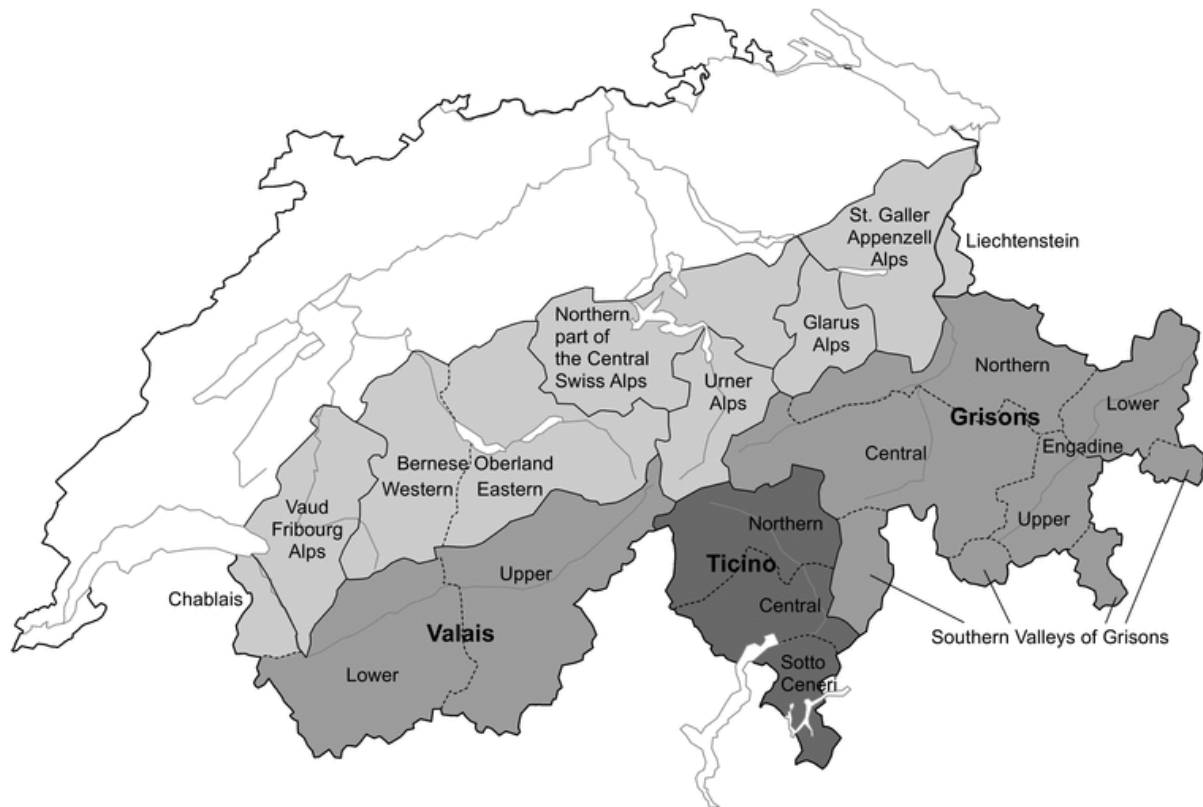 St. Galler
Appenzell
Alps
Liechtenstein
Northern
part of
the Central
Swiss Alps
Glarus
Alps
Urner
Alps
Northern
Grisons
Lower
Engadine
Central
Upper
Bernese Oberland
Western
Eastern
Vaud
Fribourg
Alps
Chablais
Upper
Valais
Lower
Northern
Ticino
Central
Sotto
Ceneri
Southern Valleys of Grisons